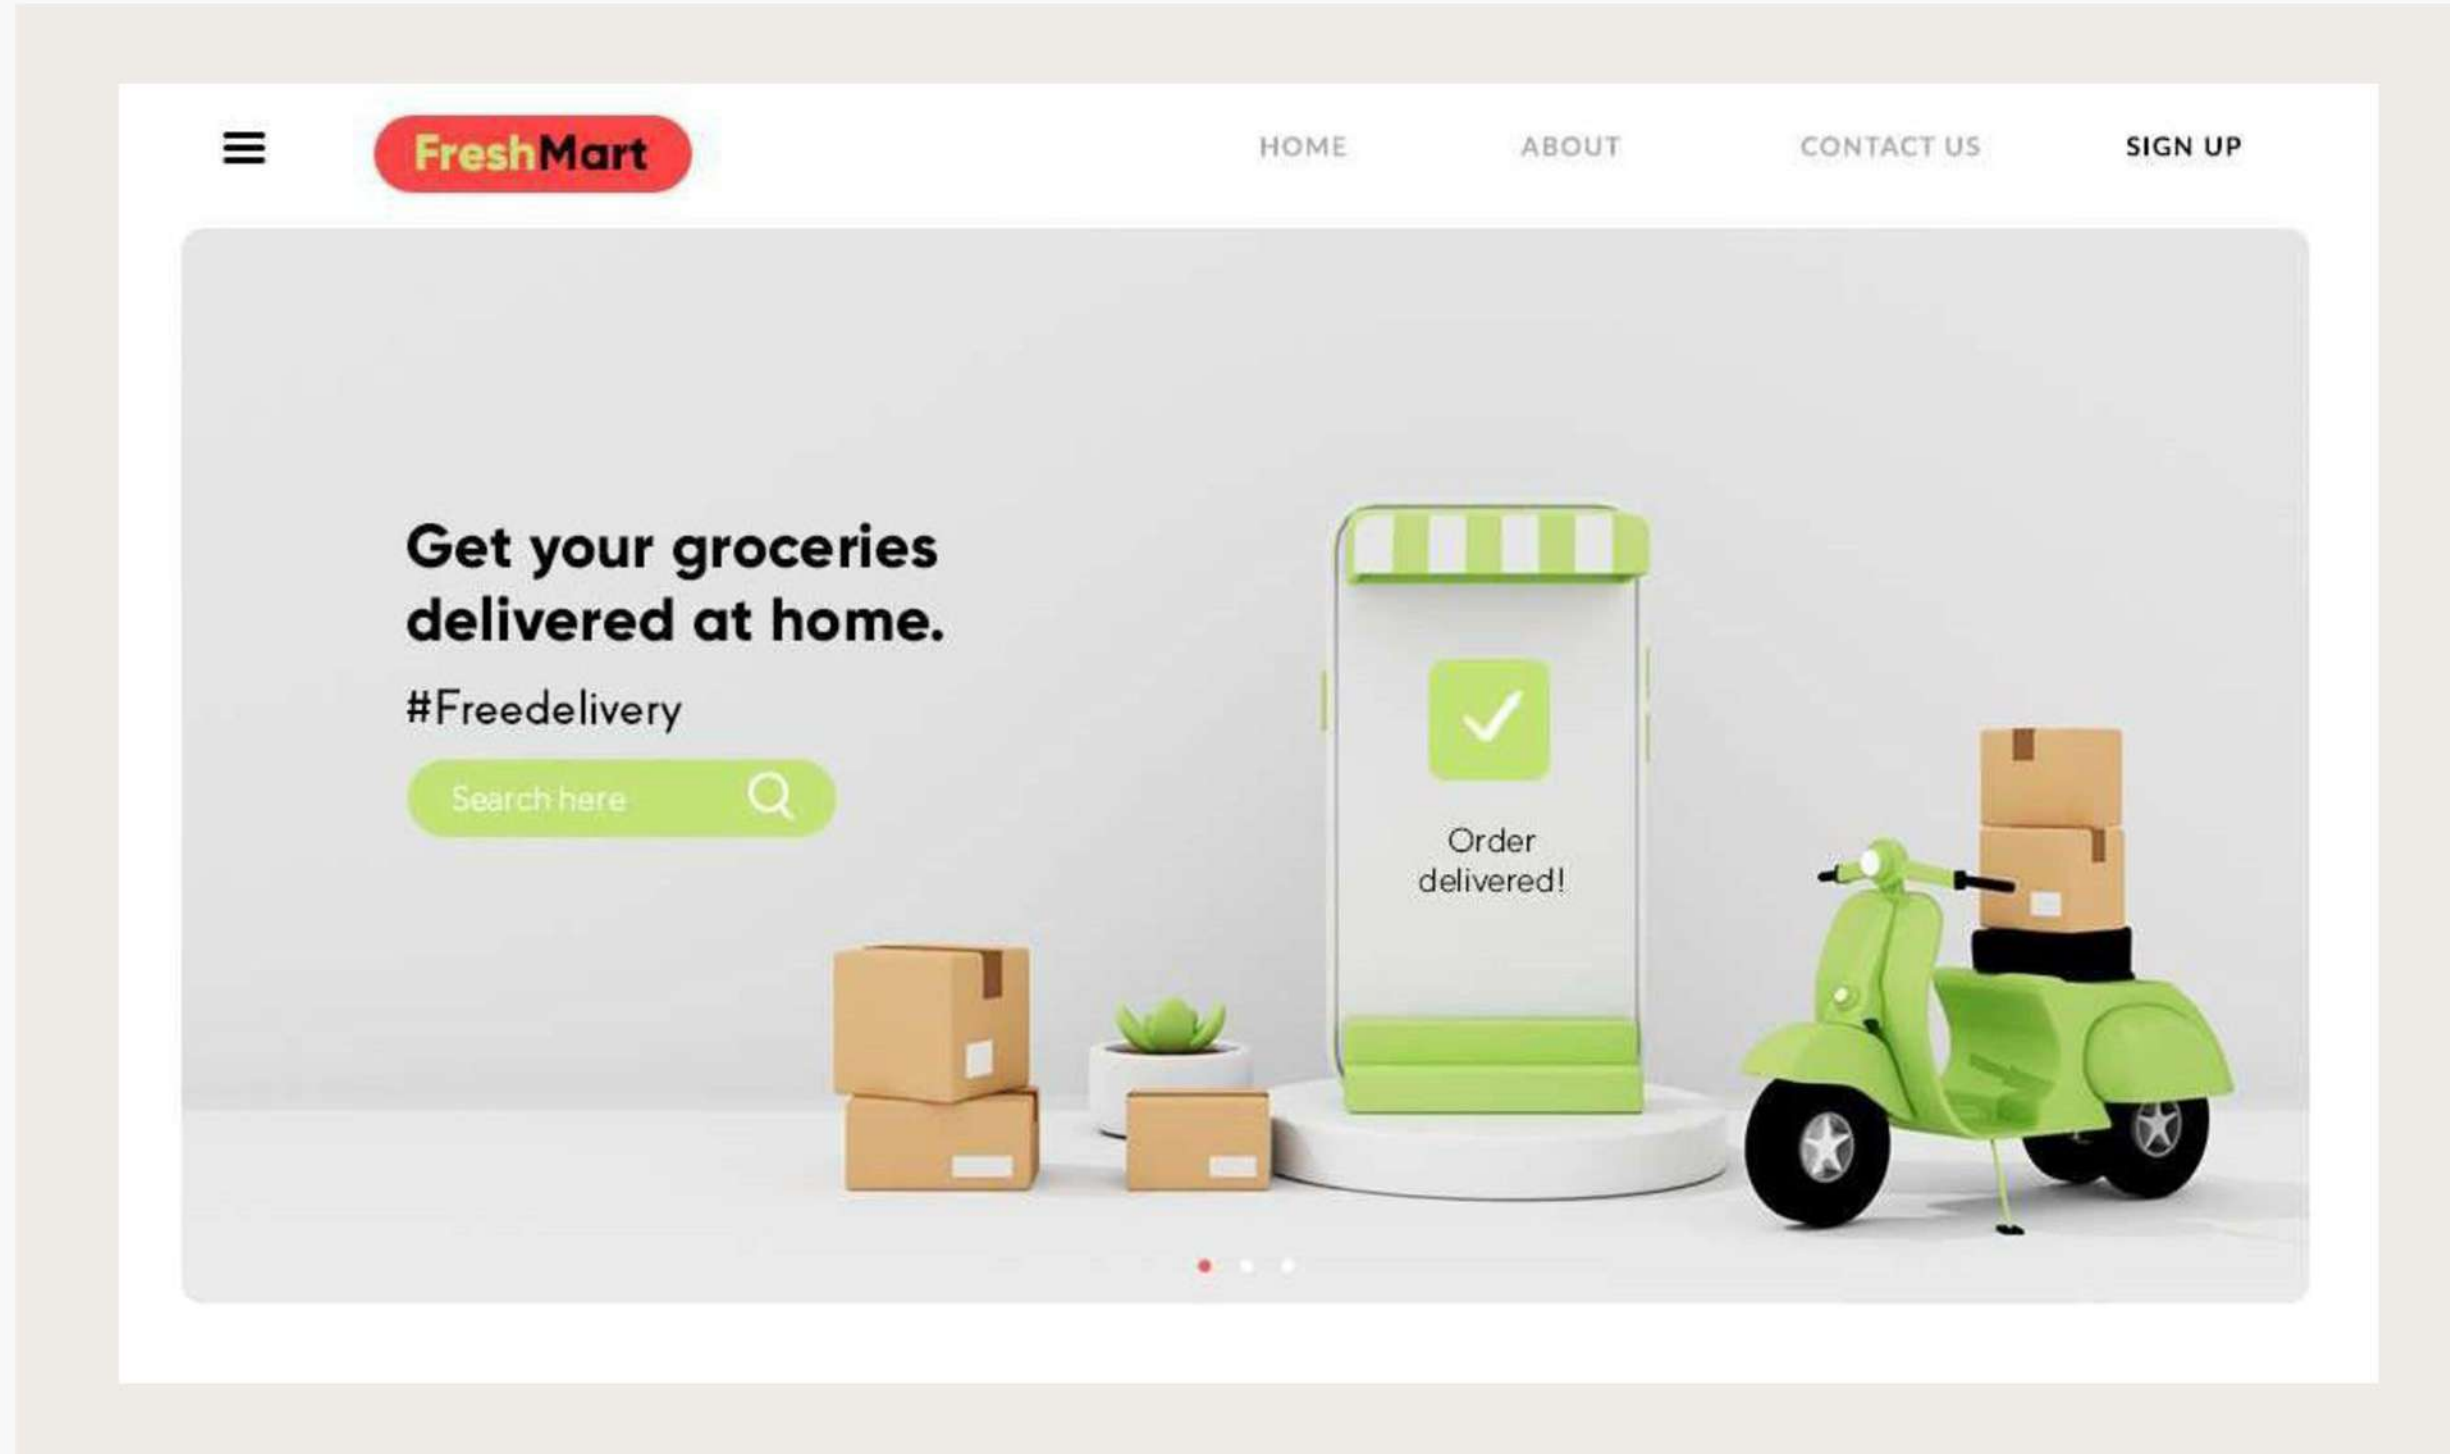 FreshMart
HOME
ABOUT
CONTACT US
SIGN UP
Get your groceries
delivered at home.
#Freedelivery
Search here
Order
delivered!